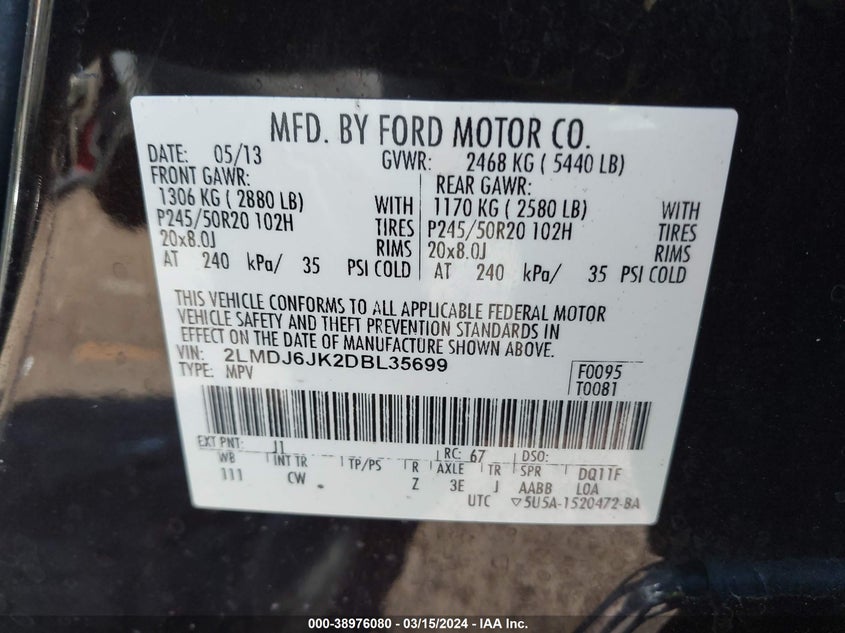 MFD. BY FORD MOTOR CO.
DATE: 05/13 GVWR: 2468 KG ( 5440 LB)
FRONT GAWR: REAR GAWR:
1306 KG ( 2880 LB) WITH 1170 KG ( 2580 LB) WITH
P245/50R20 102H TIRES P245/50R20 102H TIRES
20x8.0J RIMS 20x8.0J RIMS
AT 240 kPa/ 35 PSI COLD AT 240 kPa/ 35 PSI COLD
THIS VEHICLE CONFORMS TO ALL APPLICABLE FEDERAL MOTOR
VEHICLE SAFETY AND THEFT PREVENTION STANDARDS IN
EFFECT ON THE DATE OF MANUFACTURE SHOWN ABOVE.
VIN: 2LMDJ6JK2DBL35699
TYPE: MPV
F0095
T0081
EXT PNT: J1 RC: 67 DSO:
WB INT TR TP/PS R AXLE TR SPR DQ11F
111 CW Z 3E J AABB LOA
UTC ▽5U5A-1520472-BA
000-38976080 - 03/15/2024 - IAA Inc.